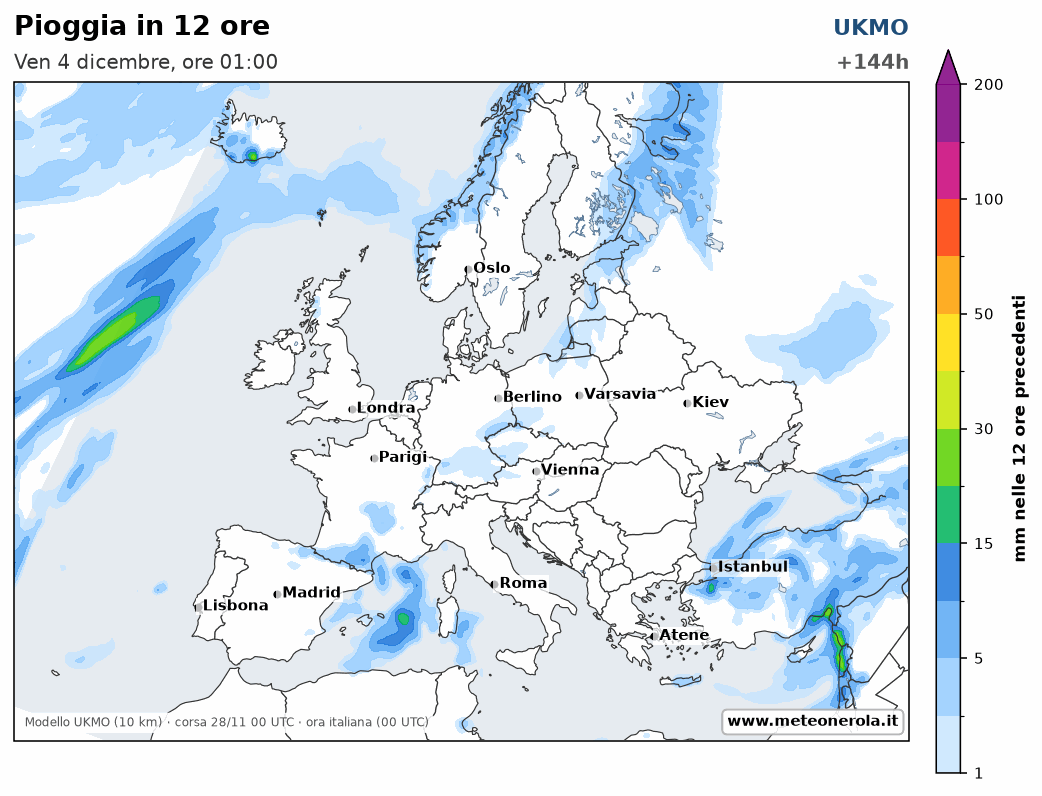 Pioggia in 12 ore
UKMO
Ven 4 dicembre, ore 01:00
+144h
200
100
50
30
15
5
1
mm nelle 12 ore precedenti
Oslo
Berlino
Varsavia
Kiev
Londra
Parigi
Vienna
Istanbul
Roma
Madrid
Lisbona
Atene
Modello UKMO (10 km) · corsa 28/11 00 UTC · ora italiana (00 UTC)
www.meteonerola.it